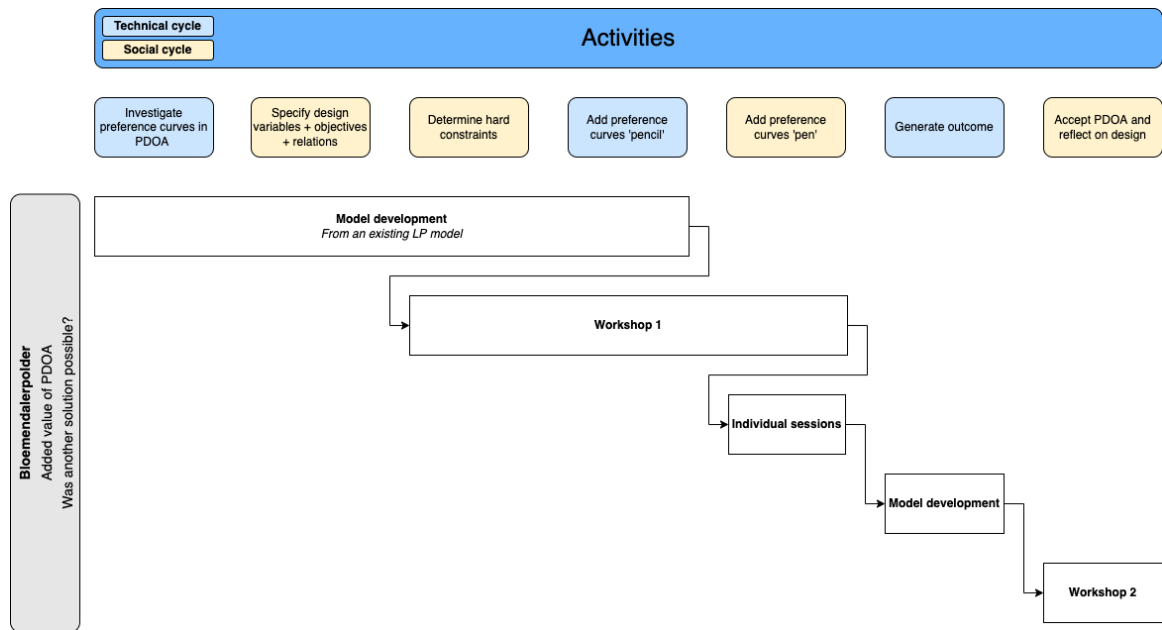 Technical cycle
Social cycle
Activities
Investigate
preference curves in
PDOA
Specify design
variables + objectives
+ relations
Determine hard
constraints
Add preference
curves 'pencil'
Add preference
curves 'pen'
Generate outcome
Accept PDOA and
reflect on design
Bloemendalerpolder
Added value of PDOA
Was another solution possible?
Model development
From an existing LP model
Workshop 1
Individual sessions
Model development
Workshop 2